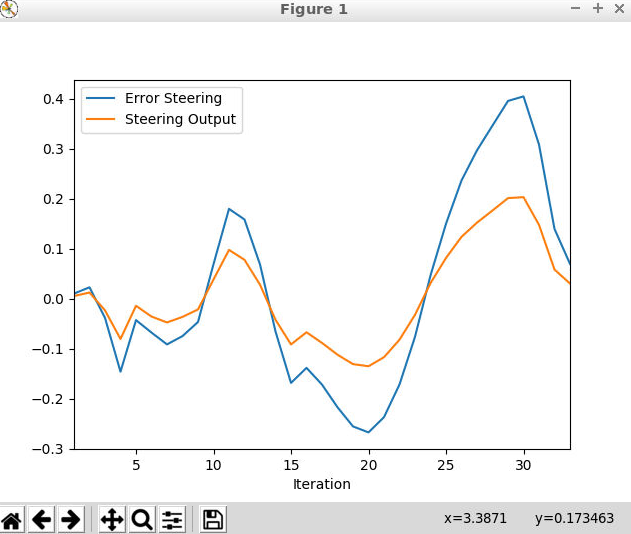 Figure 1
Error Steering
Steering Output
0.4
0.3
0.2
0.1
0.0
−0.1
−0.2
−0.3
5 10 15 20 25 30
Iteration
x=3.3871 y=0.173463